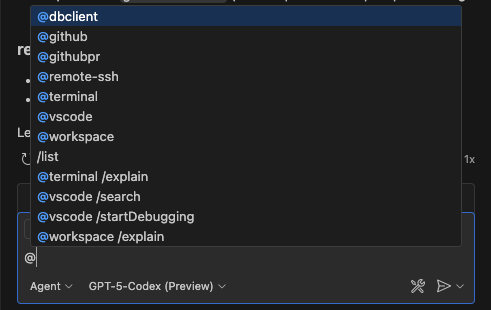 @dbclient
@github
@githubpr
@remote-ssh
@terminal
@vscode
@workspace
/list
@terminal /explain
@vscode /search
@vscode /startDebugging
@workspace /explain
re
Le
1x
@
Agent
GPT-5-Codex (Preview)